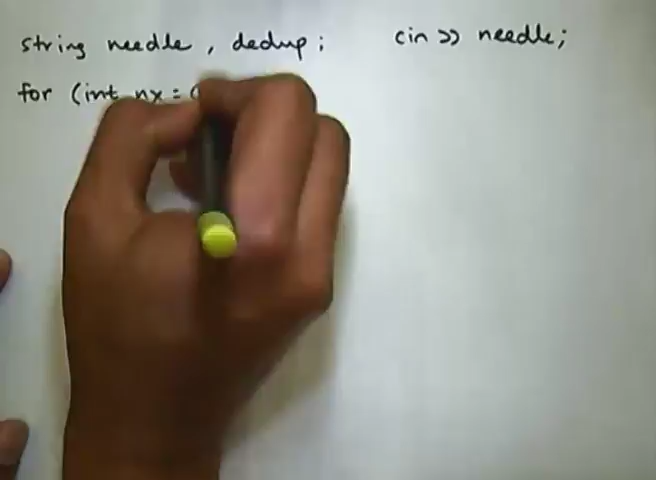 string needle, dedup; cin >> needle;
for (int nx =